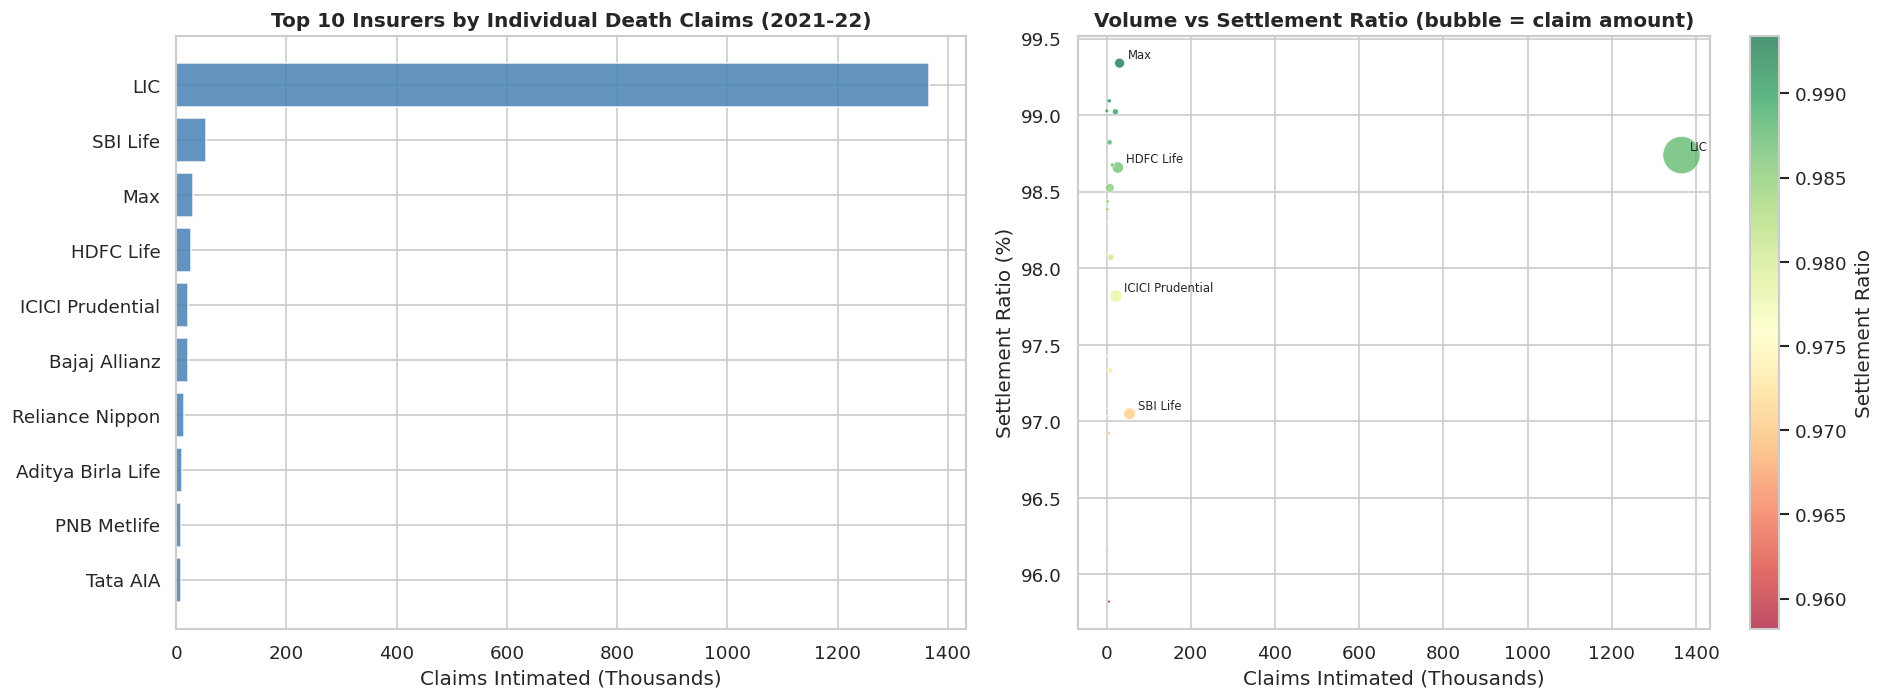 Top 10 Insurers by Individual Death Claims (2021-22)
LIC
SBI Life
Max
HDFC Life
ICICI Prudential
Bajaj Allianz
Reliance Nippon
Aditya Birla Life
PNB Metlife
Tata AIA
0 200 400 600 800 1000 1200 1400
Claims Intimated (Thousands)
Volume vs Settlement Ratio (bubble = claim amount)
Settlement Ratio (%)
99.5
99.0
98.5
98.0
97.5
97.0
96.5
96.0
Max
LIC
HDFC Life
ICICI Prudential
SBI Life
0 200 400 600 800 1000 1200 1400
Claims Intimated (Thousands)
0.990
0.985
0.980
0.975
0.970
0.965
0.960
Settlement Ratio